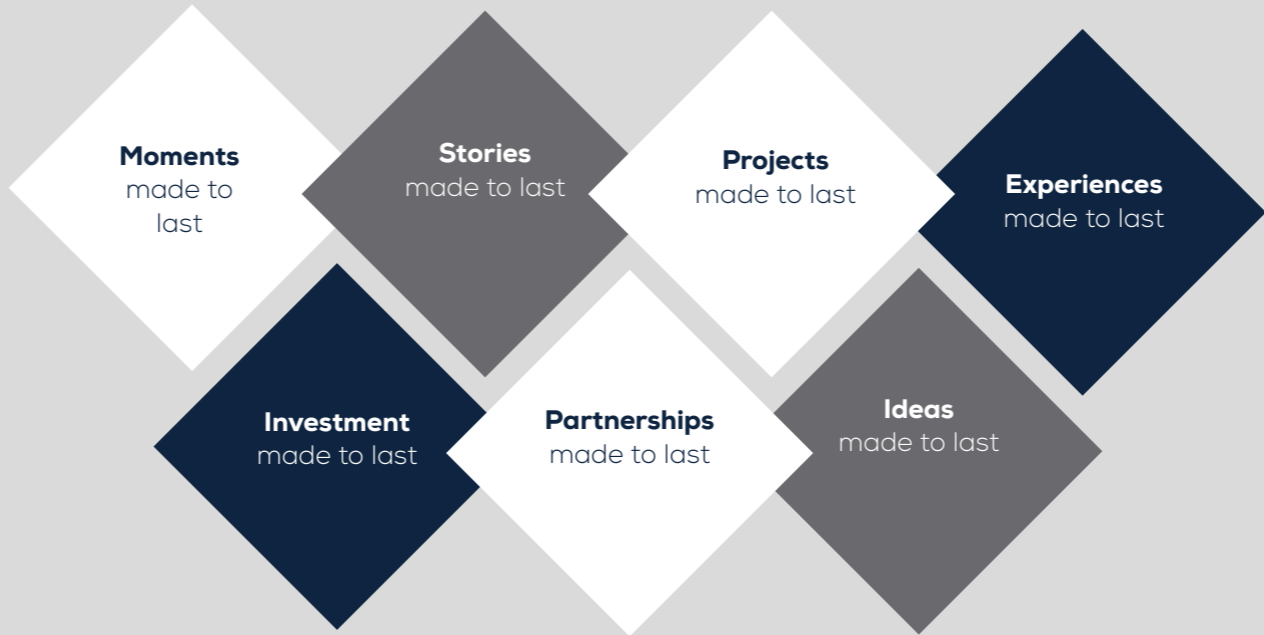 Moments
made to
last
Stories
made to last
Projects
made to last
Experiences
made to last
Investment
made to last
Partnerships
made to last
Ideas
made to last